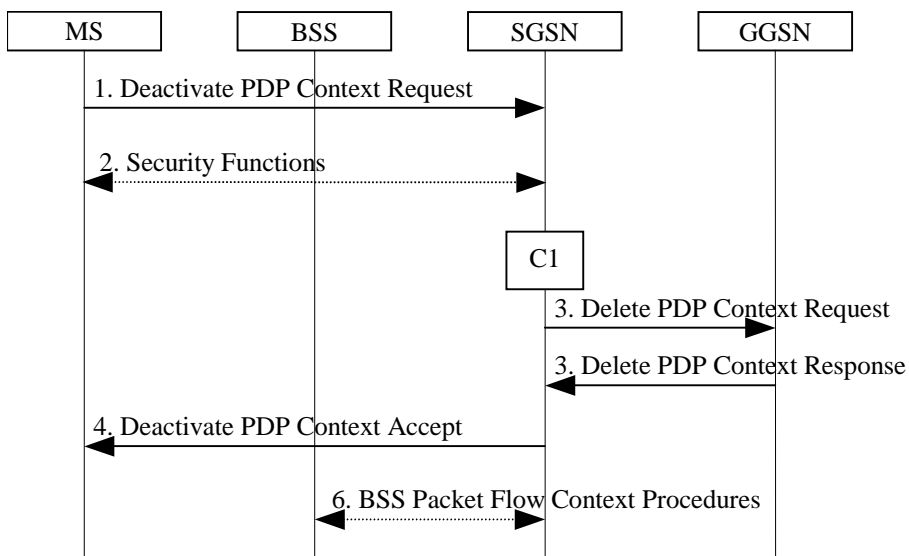 MS
BSS
SGSN
GGSN
1. Deactivate PDP Context Request
2. Security Functions
C1
3. Delete PDP Context Request
3. Delete PDP Context Response
4. Deactivate PDP Context Accept
6. BSS Packet Flow Context Procedures